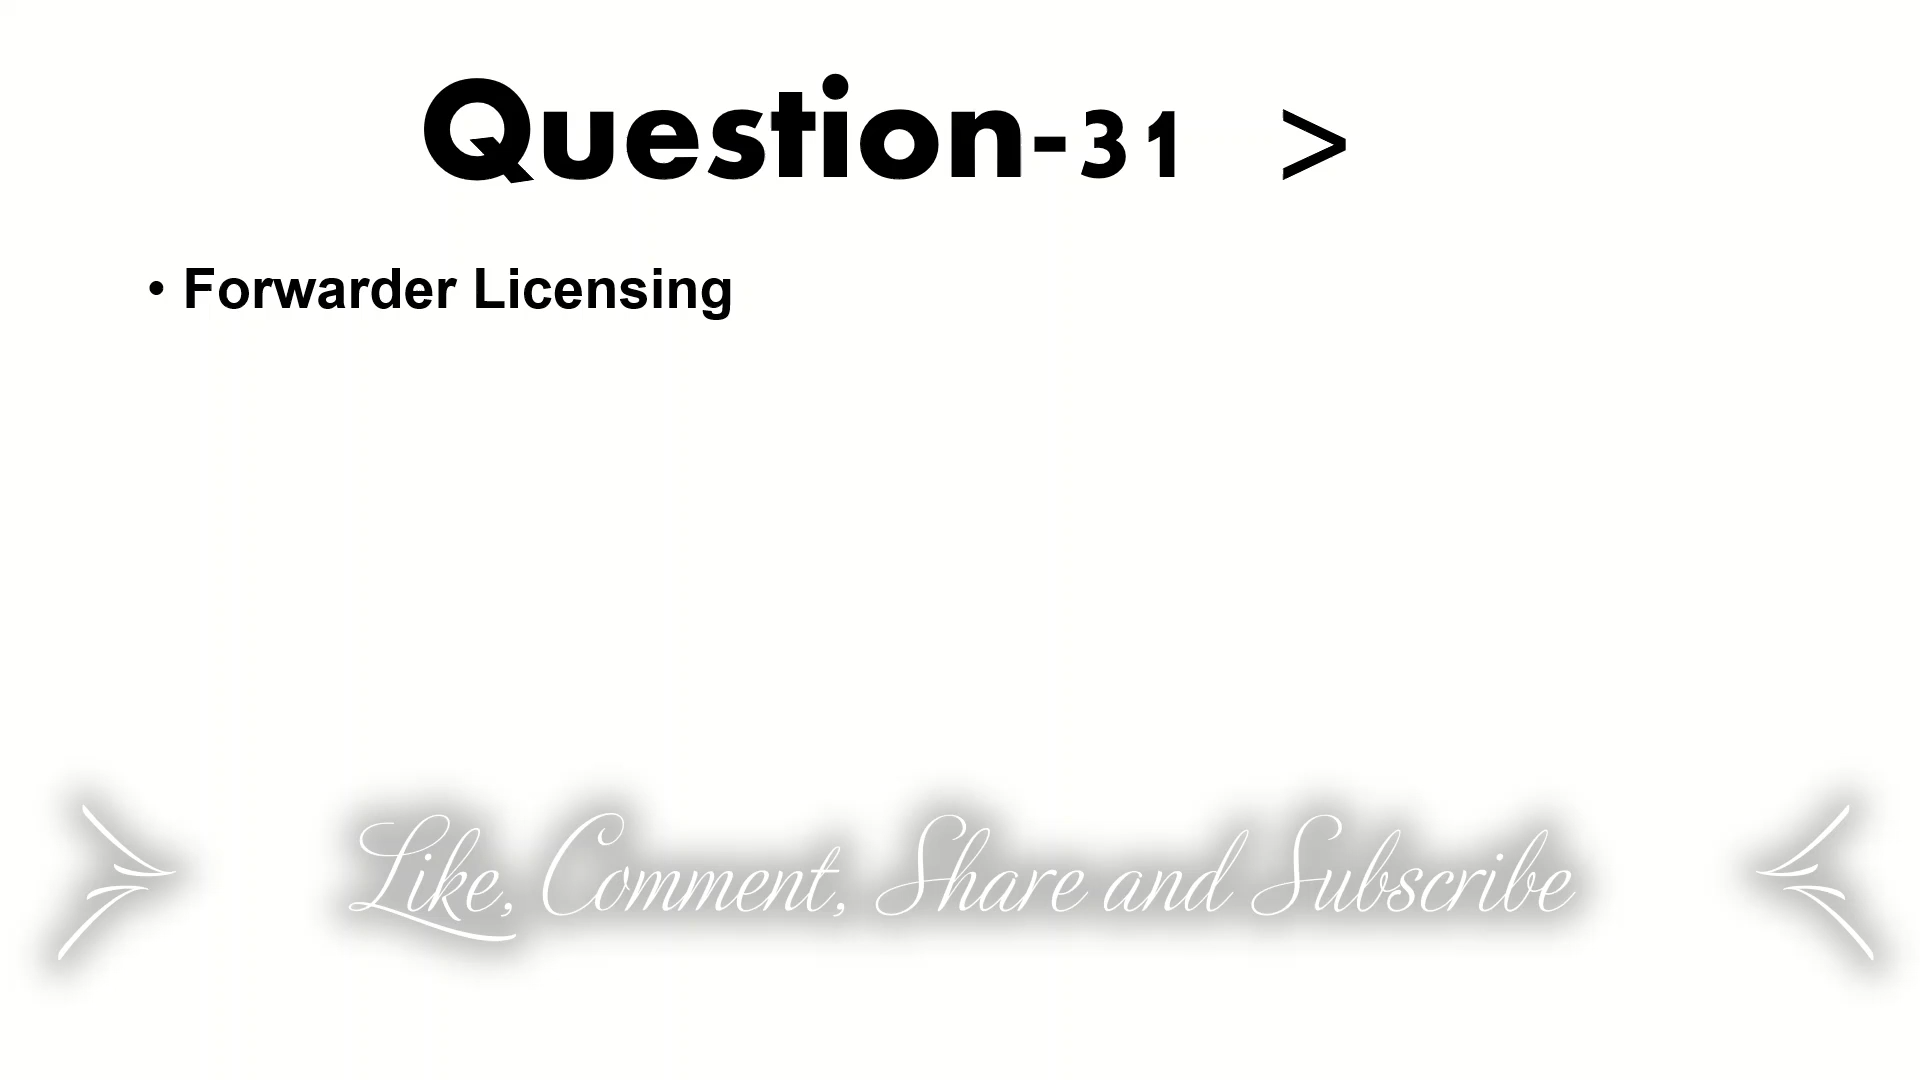 Question-31 >
• Forwarder Licensing
Like, Comment, Share and Subscribe